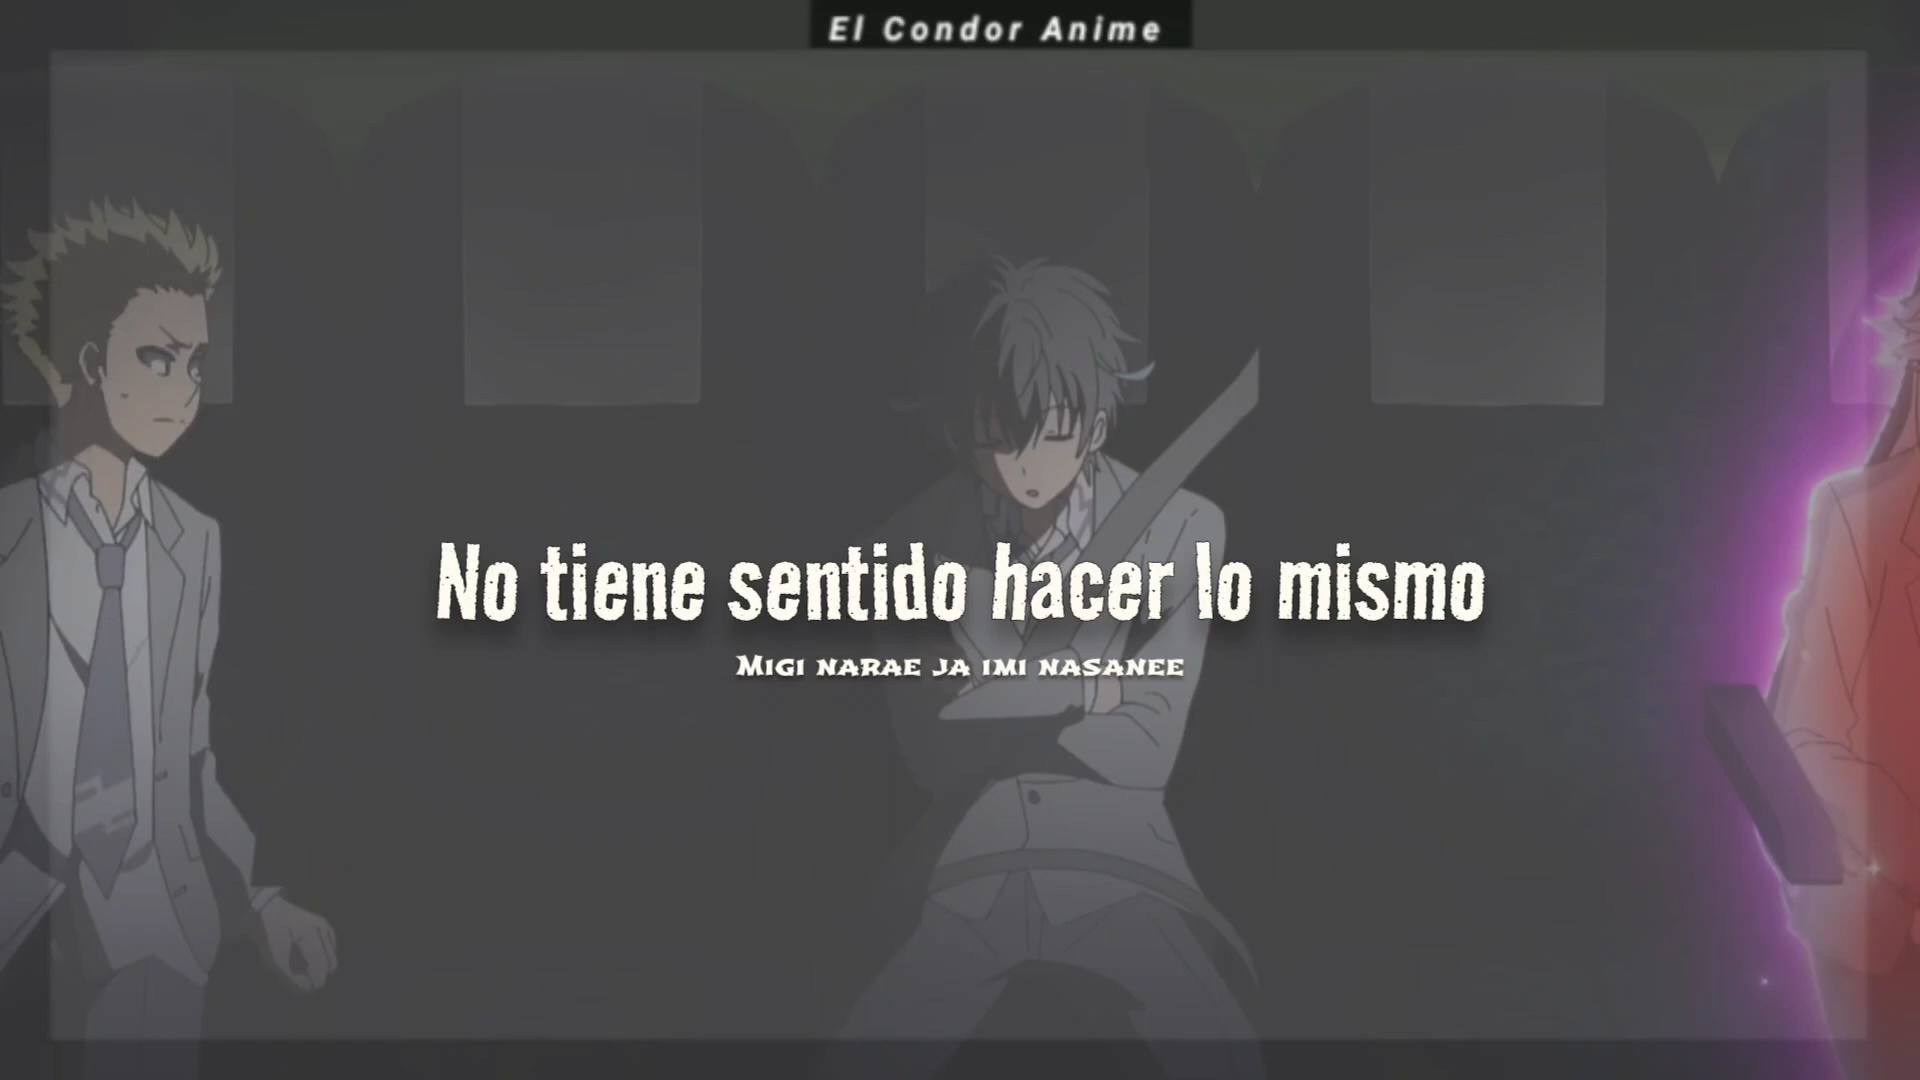 El Condor Anime
No tiene sentido hacer lo mismo
Migi narae ja imi nasanee